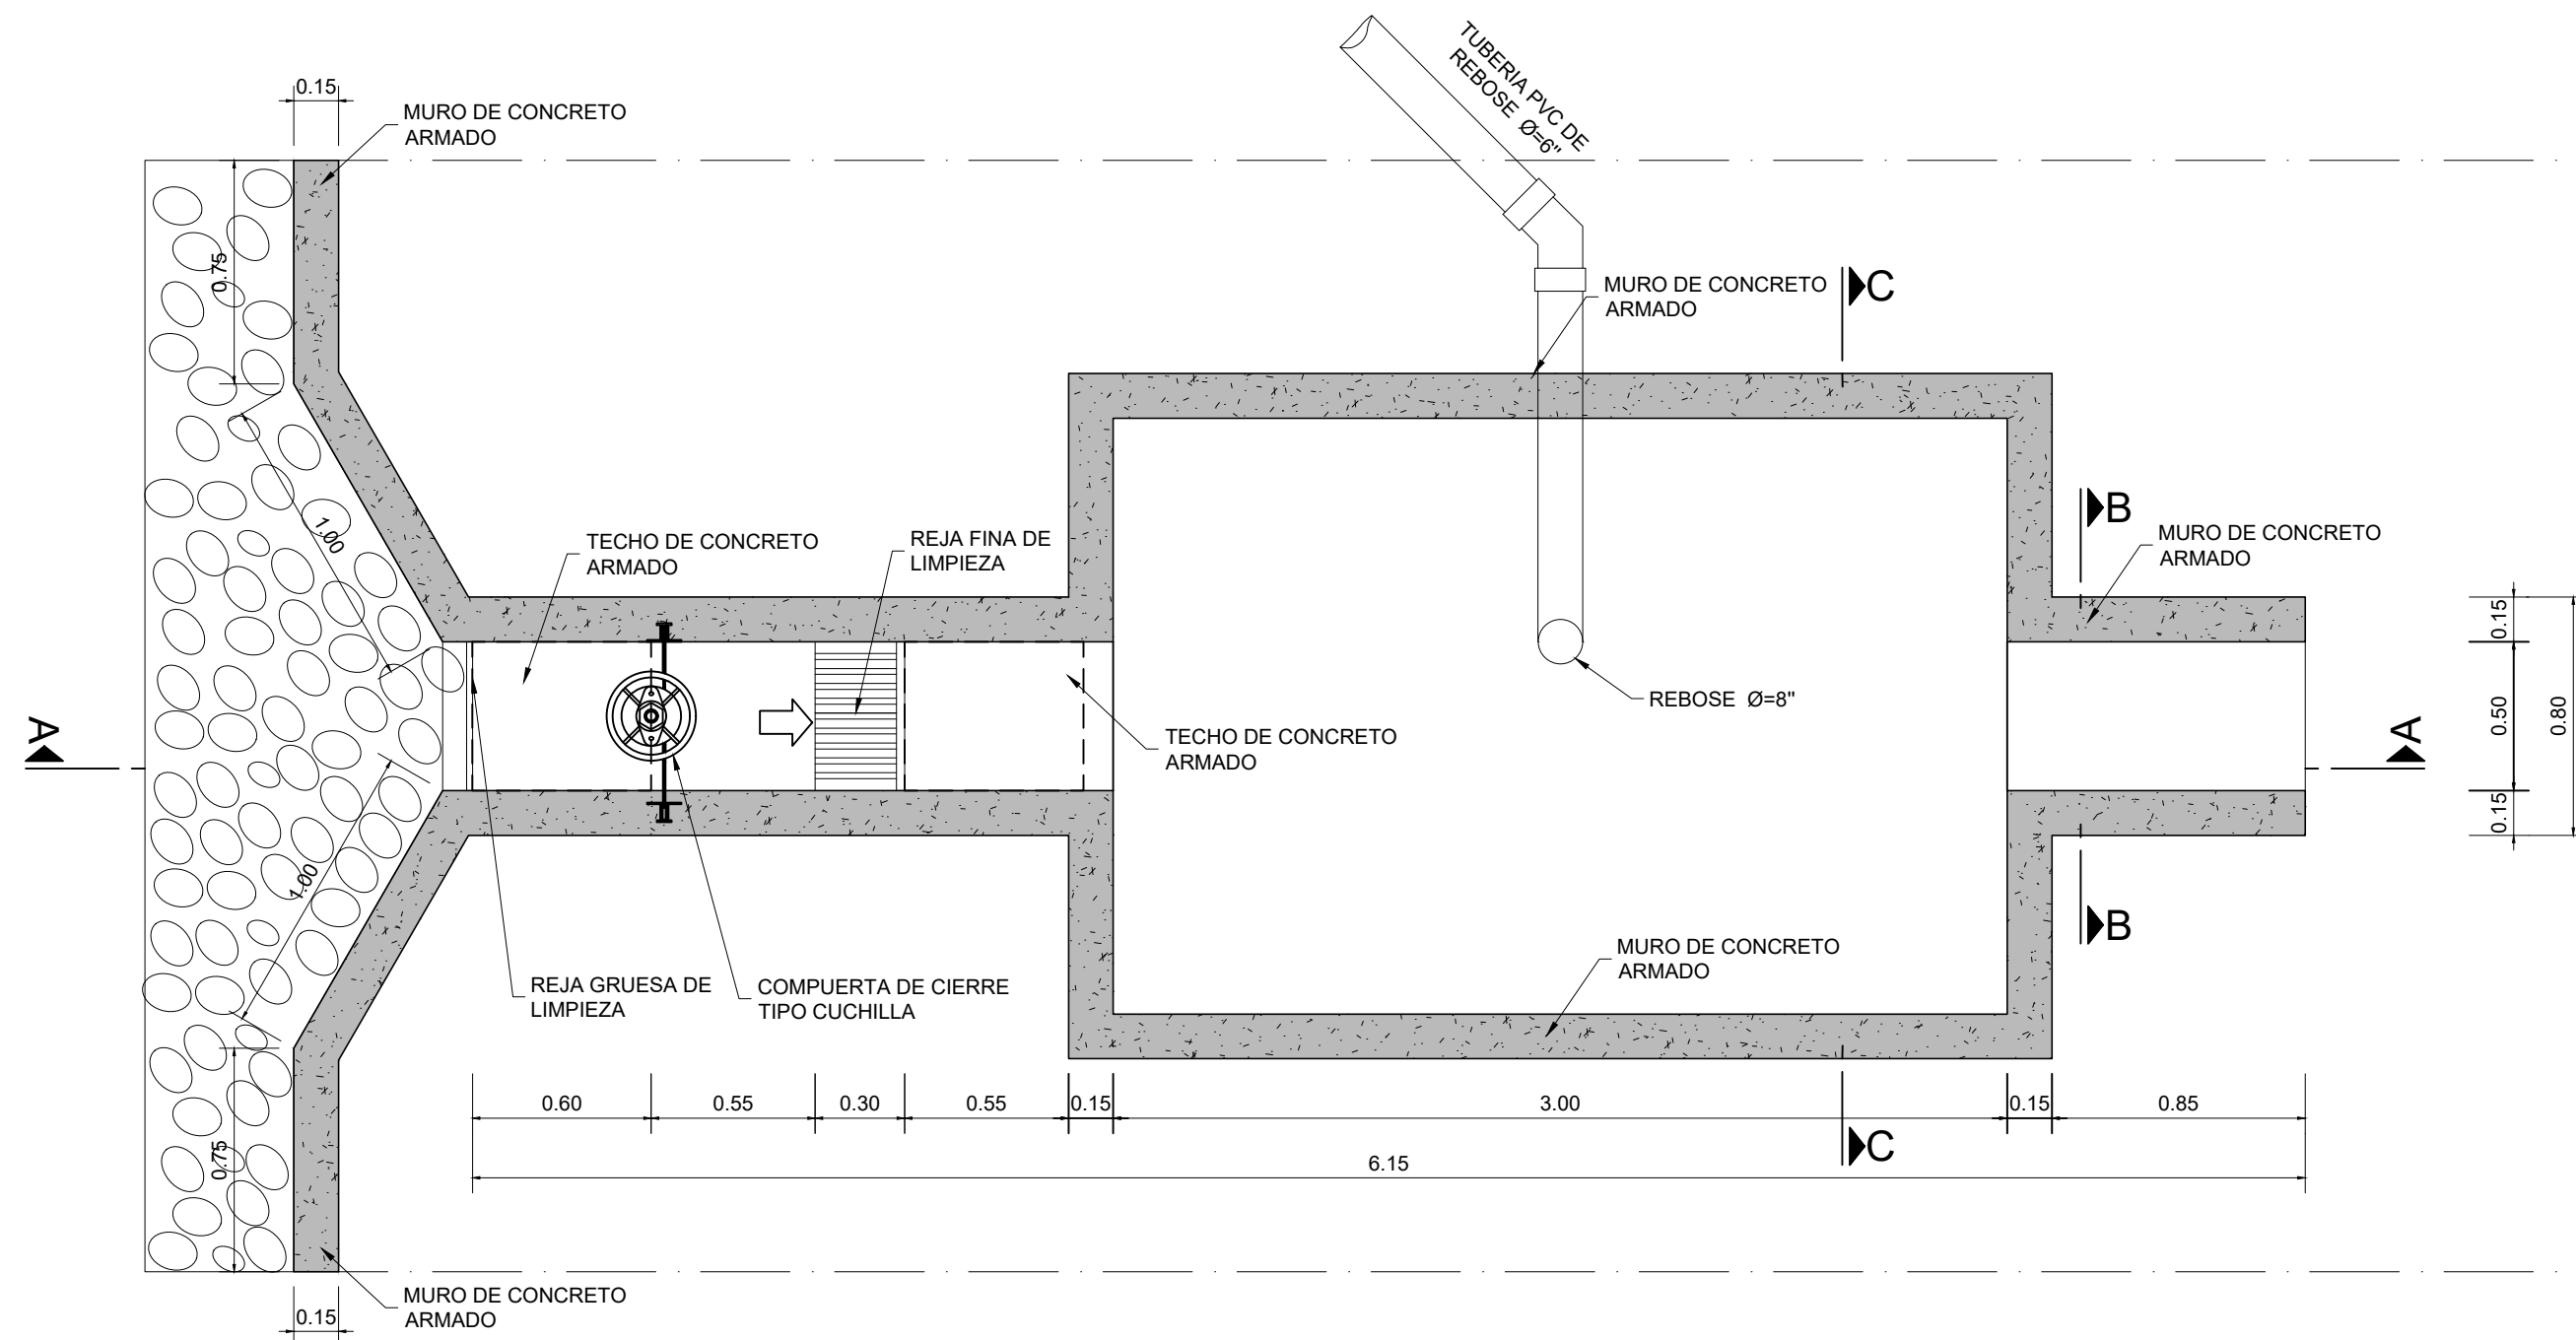 TUBERIA PVC DE
REBOSE Ø=6"
0.15
MURO DE CONCRETO
ARMADO
0.75
MURO DE CONCRETO
ARMADO
C
B
1.00
TECHO DE CONCRETO
ARMADO
REJA FINA DE
LIMPIEZA
MURO DE CONCRETO
ARMADO
0.15
REBOSE Ø=8"
0.50
0.80
A
A
TECHO DE CONCRETO
ARMADO
0.15
1.00
B
MURO DE CONCRETO
ARMADO
REJA GRUESA DE
LIMPIEZA
COMPUERTA DE CIERRE
TIPO CUCHILLA
0.60
0.55
0.30
0.55
0.15
3.00
0.15
0.85
C
0.75
6.15
MURO DE CONCRETO
ARMADO
0.15